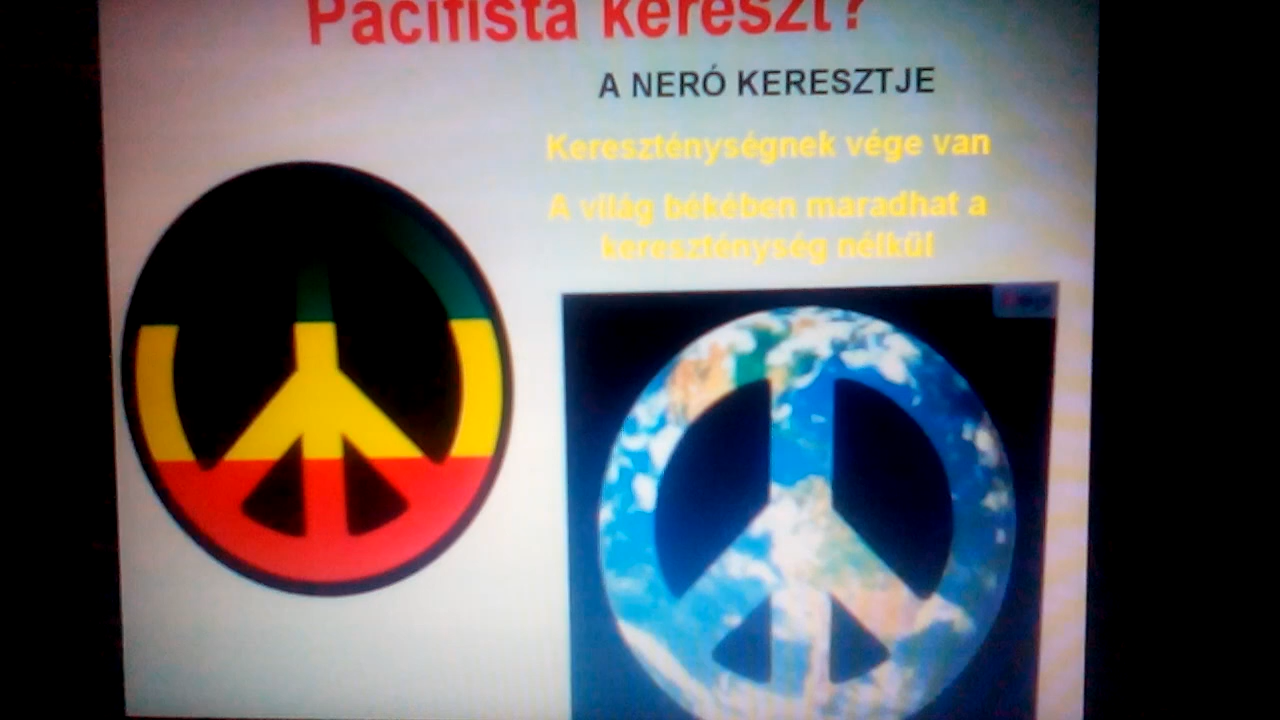 Pacifista kereszt?
A NERÓ KERESZTJE
Kereszténységnek vége van
A világ békében maradhat a
kereszténység nélkül